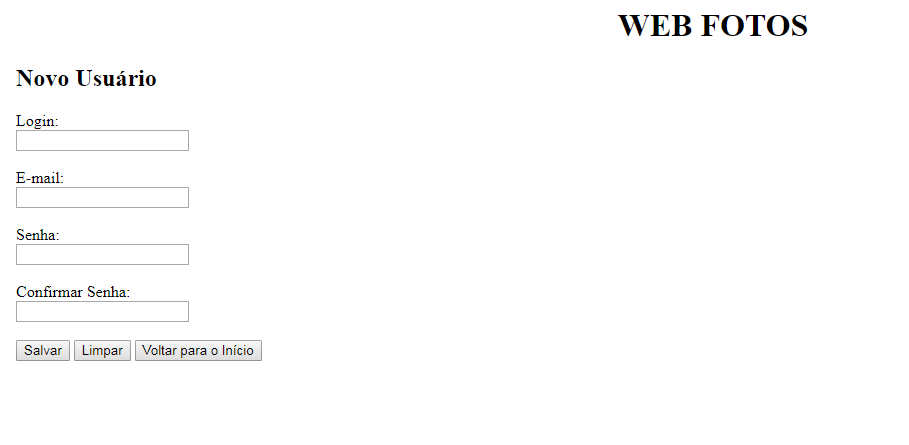 WEB FOTOS
Novo Usuário
Login:
E-mail:
Senha:
Confirmar Senha:
Salvar Limpar Voltar para o Início